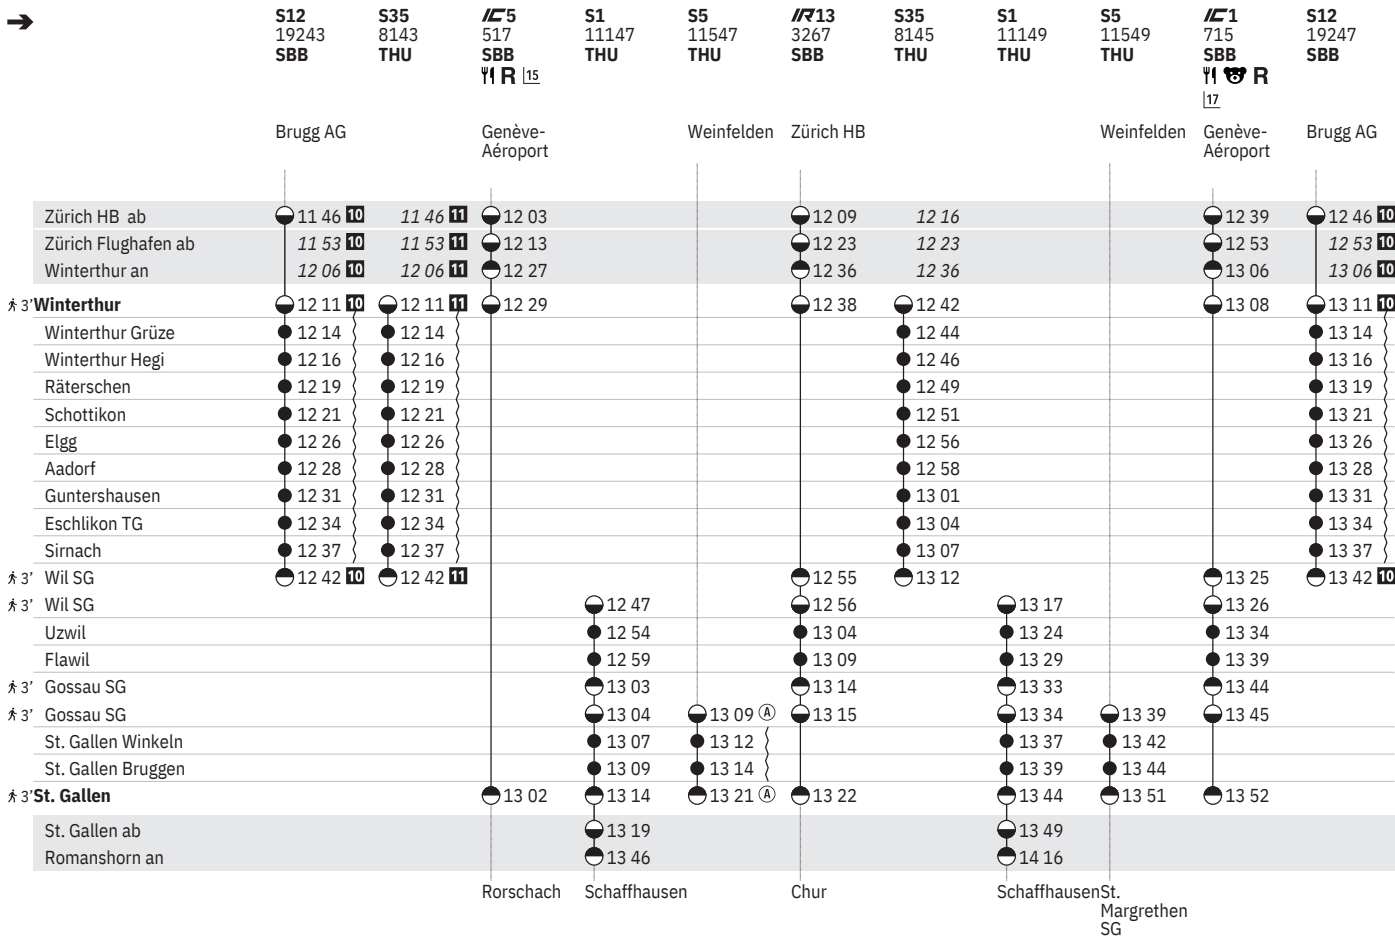 ➔ S12 S35 IC5 S1 S5 IR13 S35 S1 S5 IC1 S12
19243 8143 517 11147 11547 3267 8145 11149 11549 715 19247
SBB THU SBB THU THU SBB THU THU THU SBB SBB
R 15 R
17
Brugg AG Genève- Weinfelden Zürich HB Weinfelden Genève- Brugg AG
Aéroport Aéroport
Zürich HB ab 11 46 10 11 46 11 12 03 12 09 12 16 12 39 12 46 10
Zürich Flughafen ab 11 53 10 11 53 11 12 13 12 23 12 23 12 53 12 53 10
Winterthur an 12 06 10 12 06 11 12 27 12 36 12 36 13 06 13 06 10
3' Winterthur 12 11 10 12 11 11 12 29 12 38 12 42 13 08 13 11 10
Winterthur Grüze 12 14 12 14 12 44 13 14
Winterthur Hegi 12 16 12 16 12 46 13 16
Räterschen 12 19 12 19 12 49 13 19
Schottikon 12 21 12 21 12 51 13 21
Elgg 12 26 12 26 12 56 13 26
Aadorf 12 28 12 28 12 58 13 28
Guntershausen 12 31 12 31 13 01 13 31
Eschlikon TG 12 34 12 34 13 04 13 34
Sirnach 12 37 12 37 13 07 13 37
3' Wil SG 12 42 10 12 42 11 12 55 13 12 13 25 13 42 10
3' Wil SG 12 47 12 56 13 17 13 26
Uzwil 12 54 13 04 13 24 13 34
Flawil 12 59 13 09 13 29 13 39
3' Gossau SG 13 03 13 14 13 33 13 44
3' Gossau SG 13 04 13 09 Ⓐ 13 15 13 34 13 39 13 45
St. Gallen Winkeln 13 07 13 12 13 37 13 42
St. Gallen Bruggen 13 09 13 14 13 39 13 44
3' St. Gallen 13 02 13 14 13 21 Ⓐ 13 22 13 44 13 51 13 52
St. Gallen ab 13 19 13 49
Romanshorn an 13 46 14 16
Rorschach Schaffhausen Chur Schaffhausen St.
Margrethen
SG